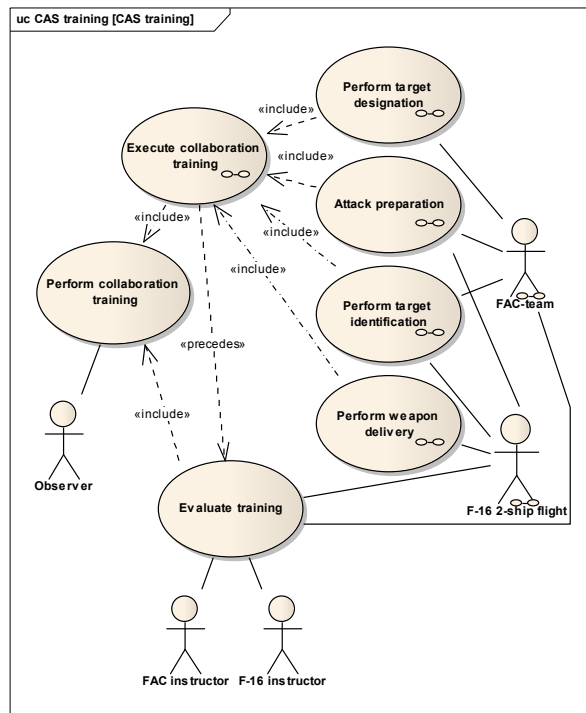 uc CAS training [CAS training]
Perform target
designation
«include»
Execute collaboration
training
«include»
Attack preparation
«include»
«include»
FAC-team
Perform collaboration
training
«include»
Perform target
identification
«precedes»
Perform weapon
delivery
«include»
Observer
F-16 2-ship flight
Evaluate training
FAC instructor
F-16 instructor